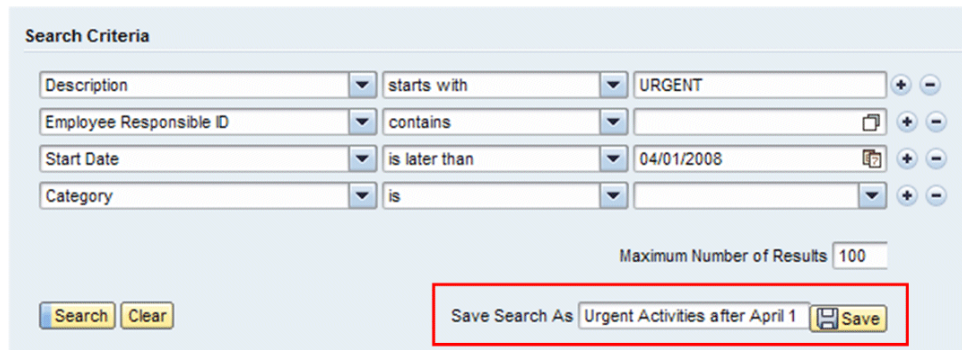 Search Criteria
Description starts with URGENT
Employee Responsible ID contains
Start Date is later than 04/01/2008
Category is
Maximum Number of Results 100
Search Clear Save Search As Urgent Activities after April 1 Save